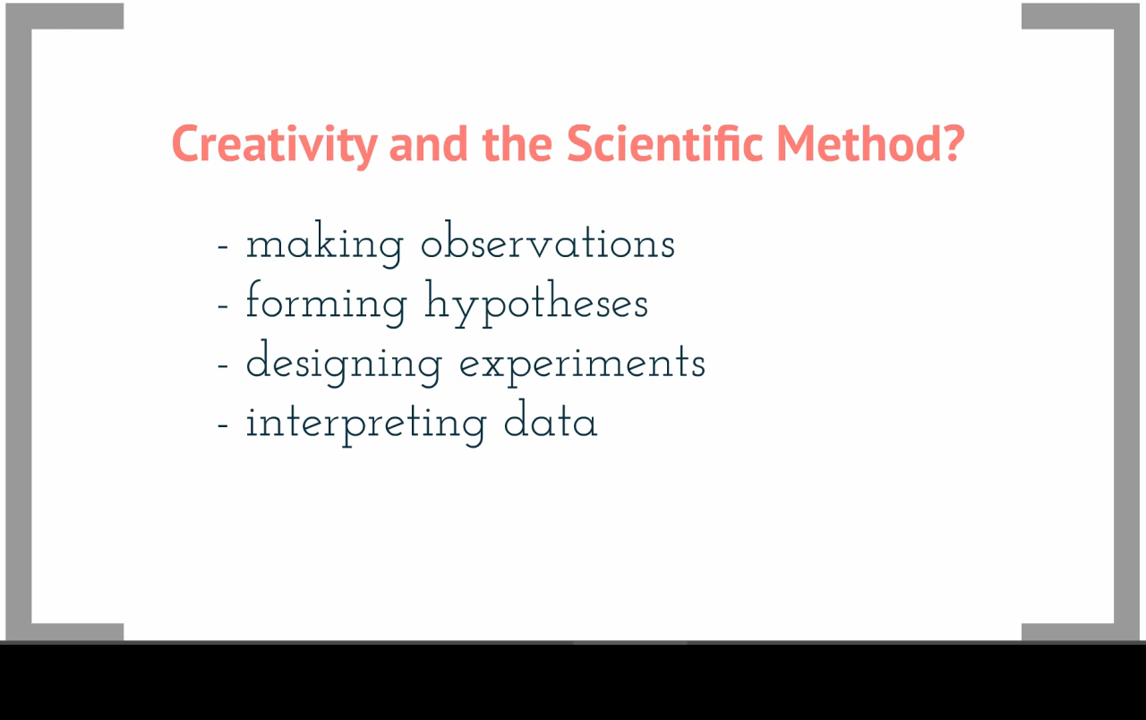 Creativity and the Scientific Method?
- making observations
- forming hypotheses
- designing experiments
- interpreting data